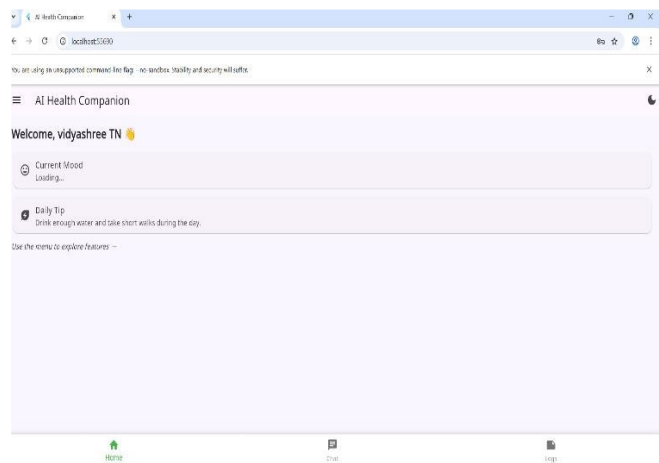 AI Health Companion
localhost:55690
You are using an unsupported command-line flag: --no-sandbox. Stability and security will suffer.
AI Health Companion
Welcome, vidyashree TN 👋
Current Mood
Loading...
Daily Tip
Drink enough water and take short walks during the day.
Use the menu to explore features →
Home Chat Logs